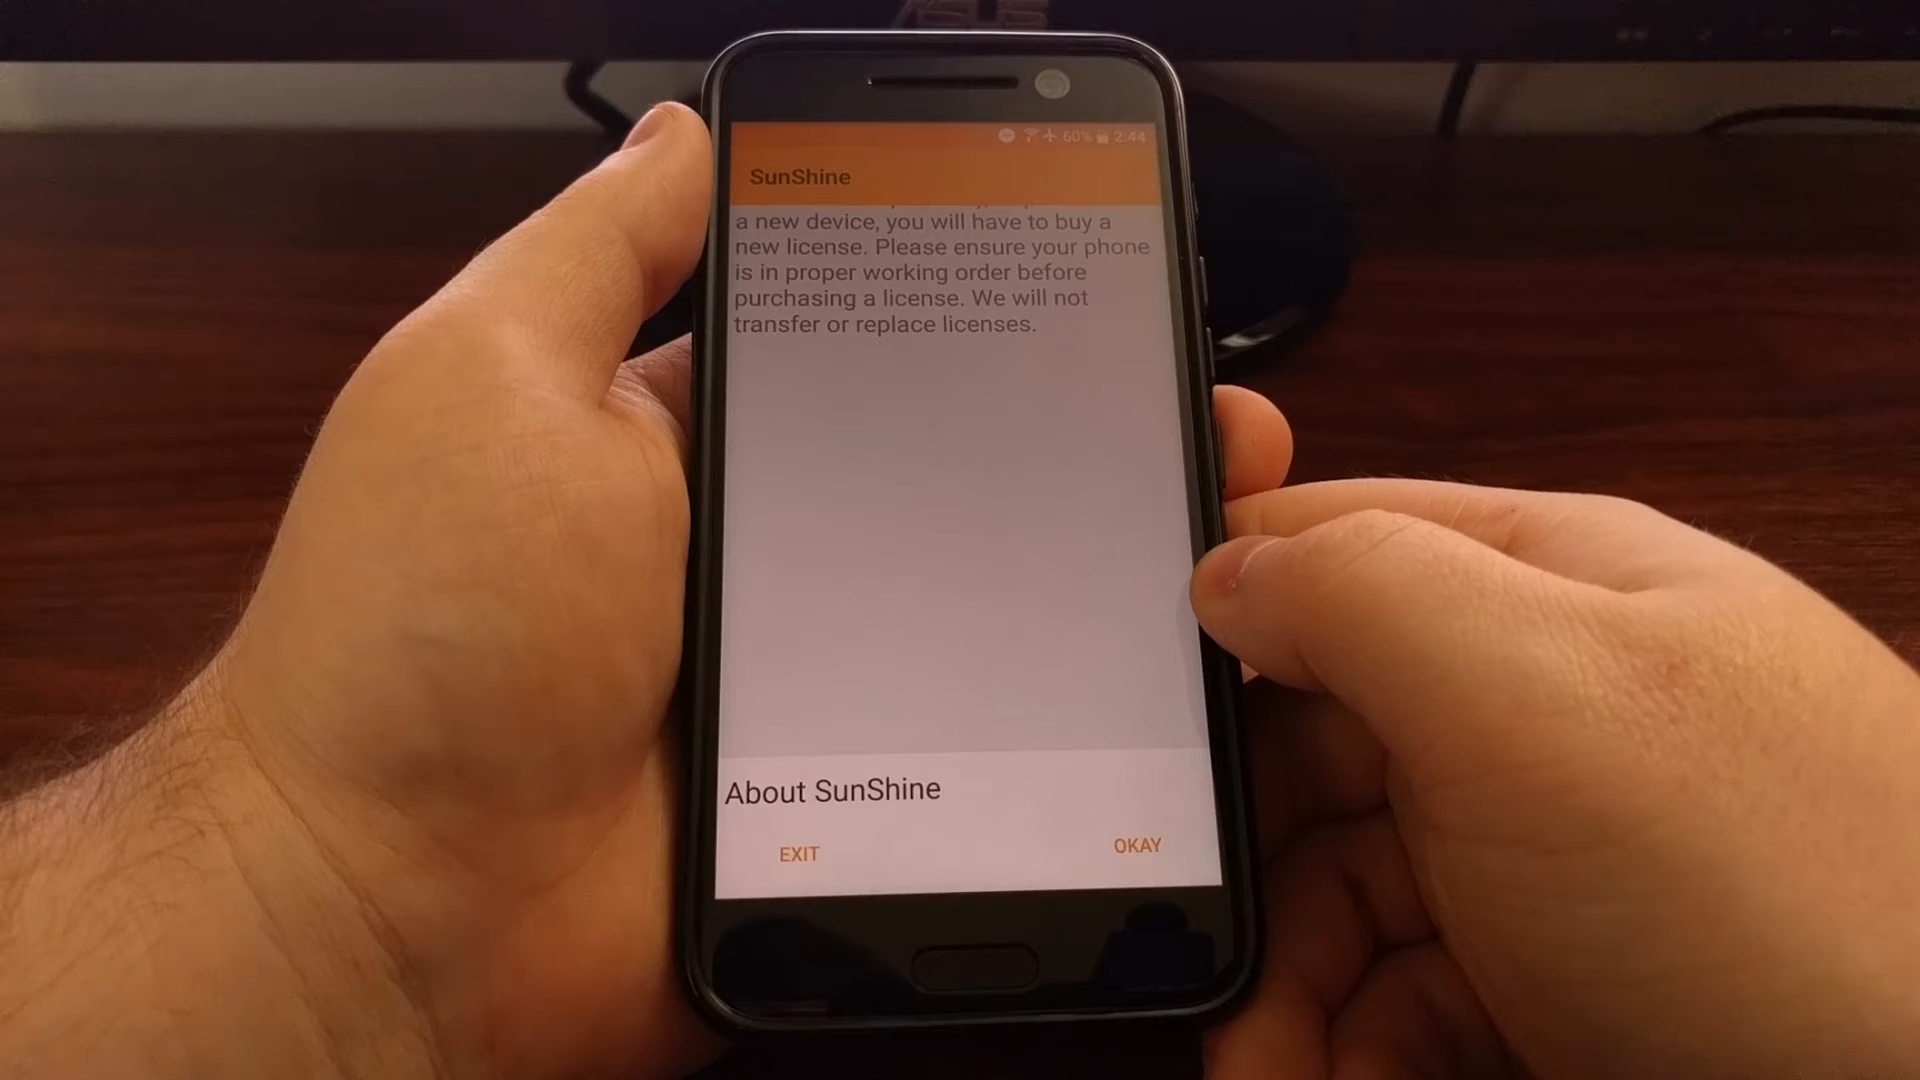 60% 2:44
SunShine
a new device, you will have to buy a
new license. Please ensure your phone
is in proper working order before
purchasing a license. We will not
transfer or replace licenses.
About SunShine
EXIT OKAY